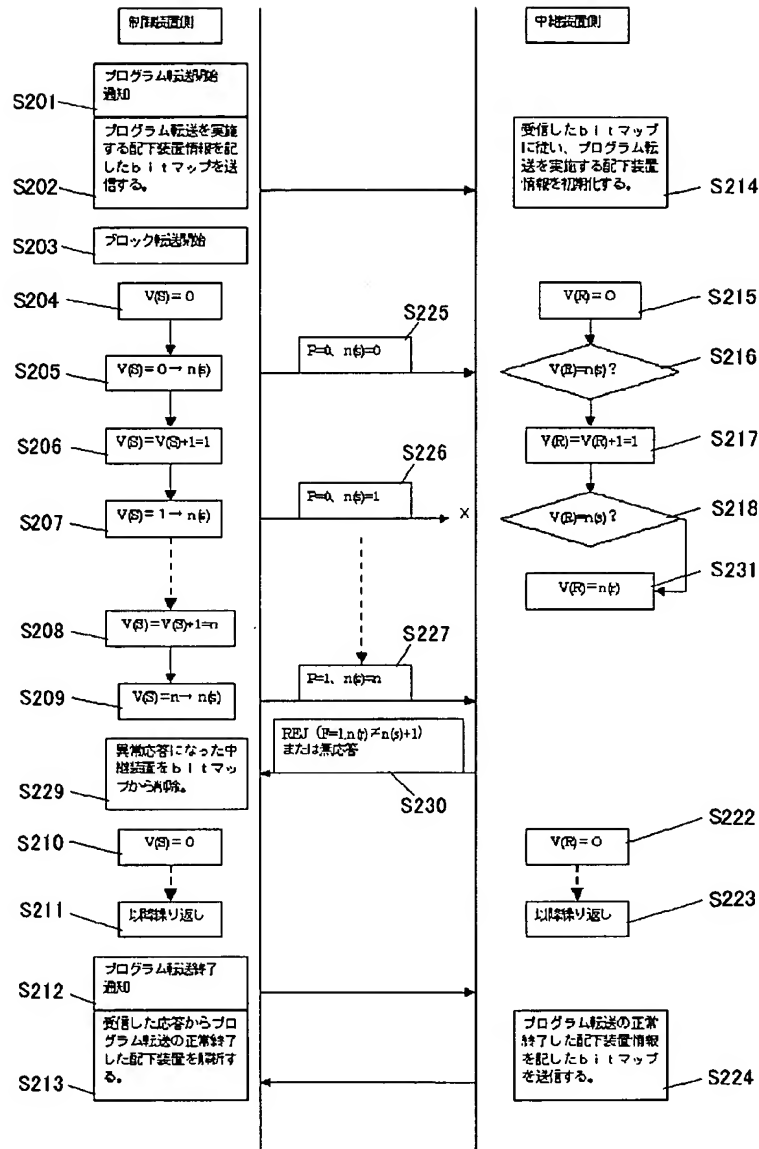 制御装置側
中継装置側
S201
プログラム転送開始
通知
S202
プログラム転送を実施
する配下装置情報を記
したbitマップを送
信する。
受信したbitマップ
に従い、プログラム転
送を実施する配下装置
情報を初期化する。
S214
S203
ブロック転送開始
S204
V(S)=0
V(R)=0
S215
S225
P=0、n(s)=0
S205
V(S)=0→n(s)
V(R)=n(s)?
S216
S206
V(S)=V(S)+1=1
V(R)=V(R)+1=1
S217
S226
P=0、n(s)=1
X
S207
V(S)=1→n(s)
V(R)=n(s)?
S218
S231
V(R)=n(r)
S208
V(S)=V(S)+1=n
S227
P=1、n(s)=n
S209
V(S)=n→n(s)
REJ(F=1,n(r)≠n(s)+1)
または無応答
S230
S229
異常応答になった中
継装置をbitマッ
プから削除。
S210
V(S)=0
V(R)=0
S222
S211
以降繰り返し
以降繰り返し
S223
S212
プログラム転送終了
通知
S213
受信した応答からプロ
グラム転送の正常終了
した配下装置を解析す
る。
プログラム転送の正常
終了した配下装置情報
を記したbitマップ
を送信する。
S224